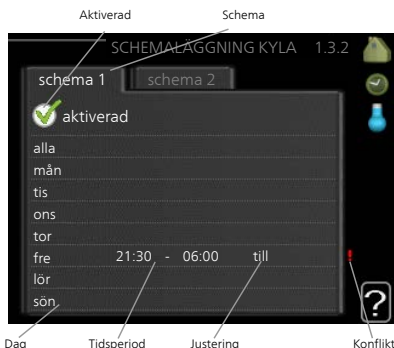 Aktiverad Schema
SCHEMALÄGGNING KYLA 1.3.2
schema 1 schema 2
aktiverad
alla
mån
tis
ons
tor
fre 21:30 - 06:00 till !
lör
sön
?
Dag Tidsperiod Justering Konflikt